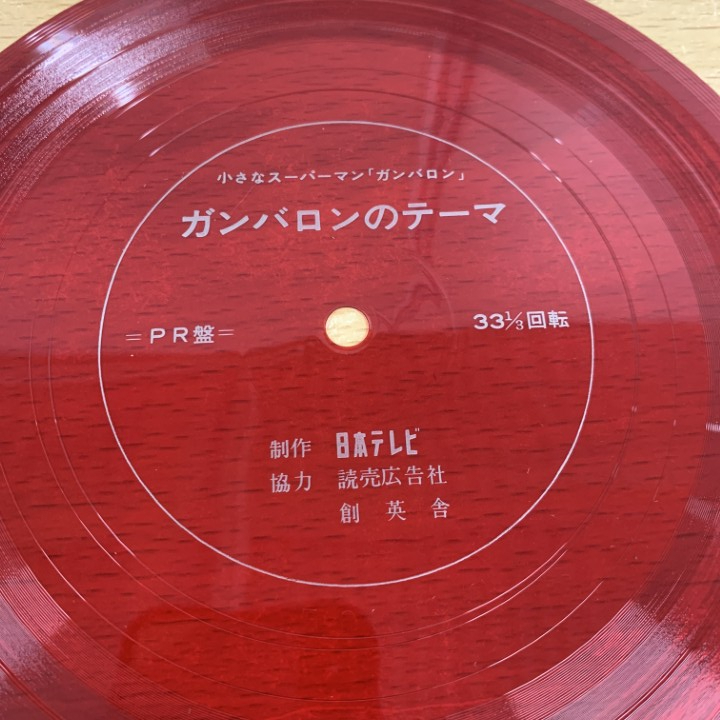 小さなスーパーマン「ガンバロン」
ガンバロンのテーマ
=PR盤=
33⅓回転
制作 日本テレビ
協力 読売広告社
創英舎